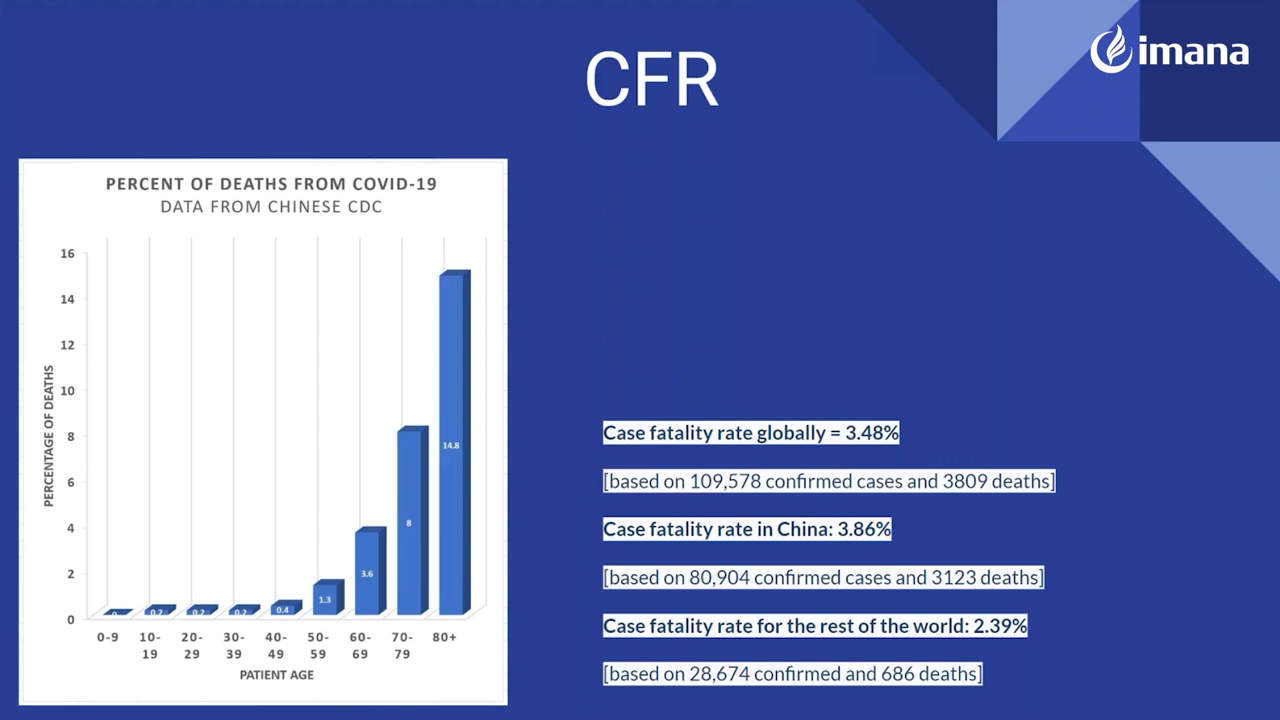 imana
CFR
PERCENT OF DEATHS FROM COVID-19
DATA FROM CHINESE CDC
PERCENTAGE OF DEATHS
16
14
12
10
8
6
4
2
0
0
0.2
0.2
0.2
0.4
1.3
3.6
8
14.8
0-9 10- 20- 30- 40- 50- 60- 70- 80+
19 29 39 49 59 69 79
PATIENT AGE
Case fatality rate globally = 3.48%
[based on 109,578 confirmed cases and 3809 deaths]
Case fatality rate in China: 3.86%
[based on 80,904 confirmed cases and 3123 deaths]
Case fatality rate for the rest of the world: 2.39%
[based on 28,674 confirmed and 686 deaths]